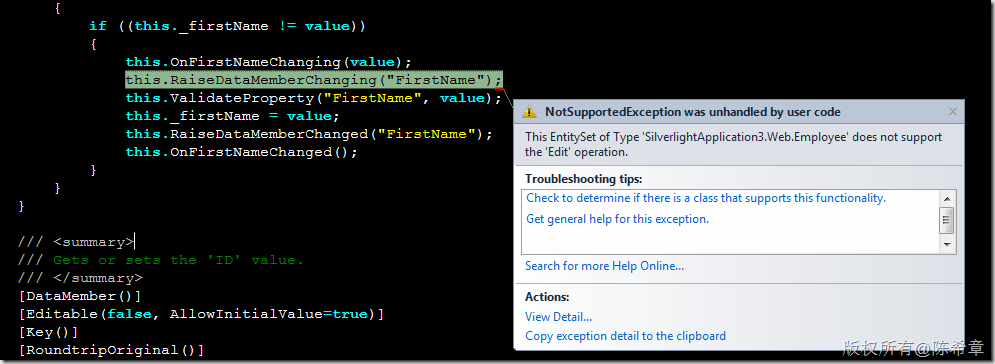 {
if ((this._firstName != value))
{
this.OnFirstNameChanging(value);
this.RaiseDataMemberChanging("FirstName");
this.ValidateProperty("FirstName", value);
this._firstName = value;
this.RaiseDataMemberChanged("FirstName");
this.OnFirstNameChanged();
}
}
}
/// <summary>
/// Gets or sets the 'ID' value.
/// </summary>
[DataMember()]
[Editable(false, AllowInitialValue=true)]
[Key()]
[RoundtripOriginal()]
NotSupportedException was unhandled by user code
This EntitySet of Type 'SilverlightApplication3.Web.Employee' does not support
the 'Edit' operation.
Troubleshooting tips:
Check to determine if there is a class that supports this functionality.
Get general help for this exception.
Search for more Help Online...
Actions:
View Detail...
Copy exception detail to the clipboard
版权所有@陈希章